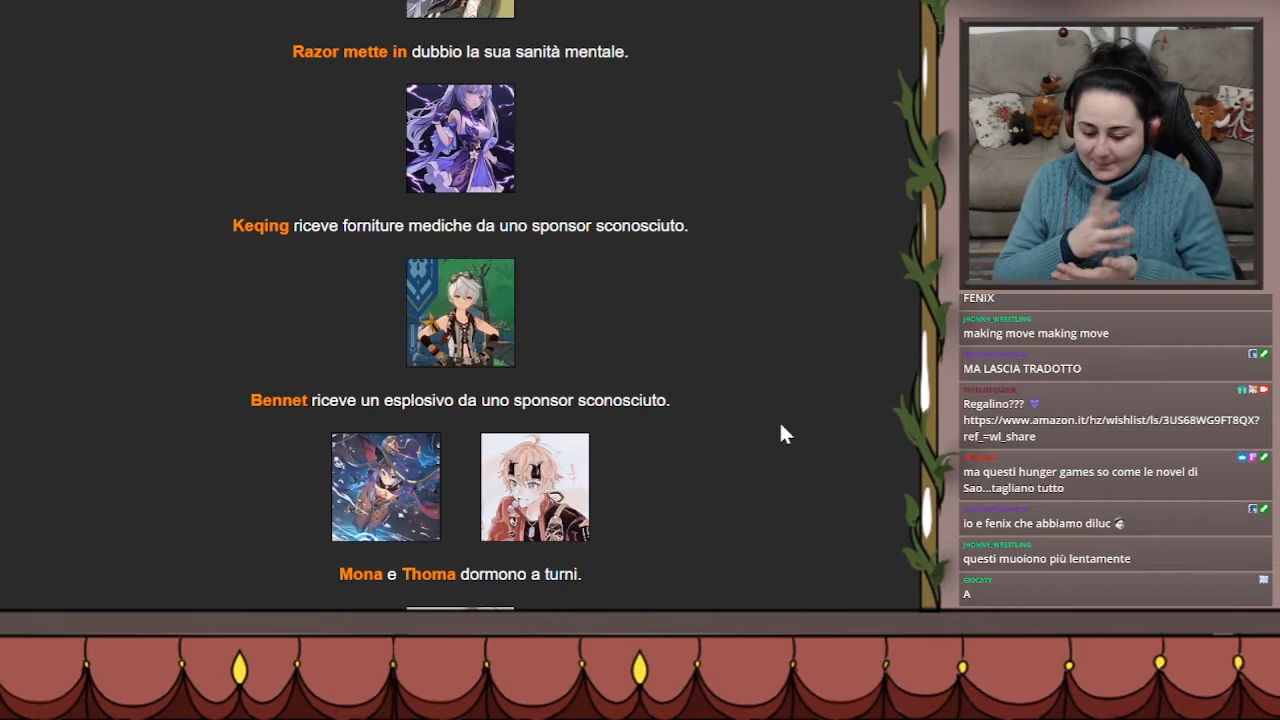 Razor mette in dubbio la sua sanità mentale.
Keqing riceve forniture mediche da uno sponsor sconosciuto.
Bennet riceve un esplosivo da uno sponsor sconosciuto.
Mona e Thoma dormono a turni.
FENIX
JHONNY_WRESTLING
making move making move
MA LASCIA TRADOTTO
Regalino???
https://www.amazon.it/hz/wishlist/ls/3US68WG9FT8QX?
ref_=wl_share
ma questi hunger games so come le novel di
Sao...tagliano tutto
io e fenix che abbiamo diluc
JHONNY_WRESTLING
questi muoiono più lentamente
GIOCATY
A